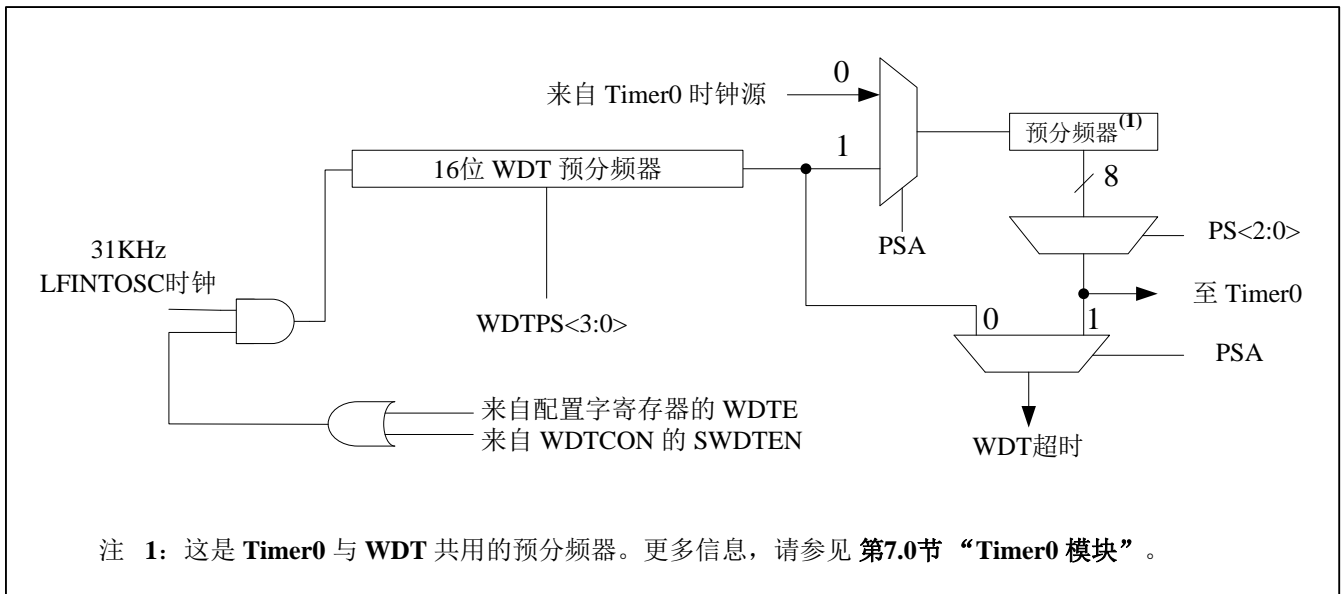 0
来自 Timer0 时钟源
预分频器(1)
1
16位 WDT 预分频器
8
31KHz
LFINTOSC时钟
PSA
PS<2:0>
至 Timer0
WDTPS<3:0>
0
1
PSA
来自配置字寄存器的 WDTE
来自 WDTCON 的 SWDTEN
WDT超时
注 1：这是 Timer0 与 WDT 共用的预分频器。更多信息，请参见 第7.0节 “Timer0 模块”。